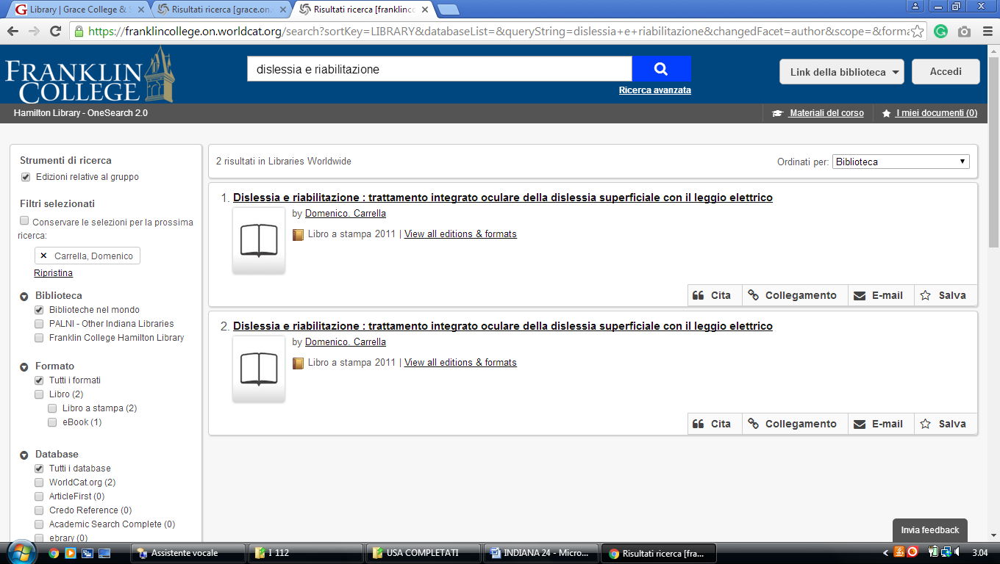 Library | Grace College & S
Risultati ricerca [grace.on.
Risultati ricerca [franklinco
https://franklincollege.on.worldcat.org/search?sortKey=LIBRARY&databaseList=&queryString=dislessia+e+riabilitazione&changedFacet=author&scope=&forma
FRANKLIN
COLLEGE
dislessia e riabilitazione
Ricerca avanzata
Link della biblioteca
Accedi
Hamilton Library - OneSearch 2.0
Materiali del corso
I miei documenti (0)
Strumenti di ricerca
Edizioni relative al gruppo
Filtri selezionati
Conservare le selezioni per la prossima
ricerca:
Carrella, Domenico
Ripristina
Biblioteca
Biblioteche nel mondo
PALNI - Other Indiana Libraries
Franklin College Hamilton Library
Formato
Tutti i formati
Libro (2)
Libro a stampa (2)
eBook (1)
Database
Tutti i database
WorldCat.org (2)
ArticleFirst (0)
Credo Reference (0)
Academic Search Complete (0)
ebrary (0)
2 risultati in Libraries Worldwide
Ordinati per: Biblioteca
1. Dislessia e riabilitazione : trattamento integrato oculare della dislessia superficiale con il leggio elettrico
by Domenico. Carrella
Libro a stampa 2011 | View all editions & formats
Cita Collegamento E-mail Salva
2. Dislessia e riabilitazione : trattamento integrato oculare della dislessia superficiale con il leggio elettrico
by Domenico. Carrella
Libro a stampa 2011 | View all editions & formats
Cita Collegamento E-mail Salva
Invia feedback
Assistente vocale
I 112
USA COMPLETATI
INDIANA 24 - Micro...
Risultati ricerca [fra...
3.04